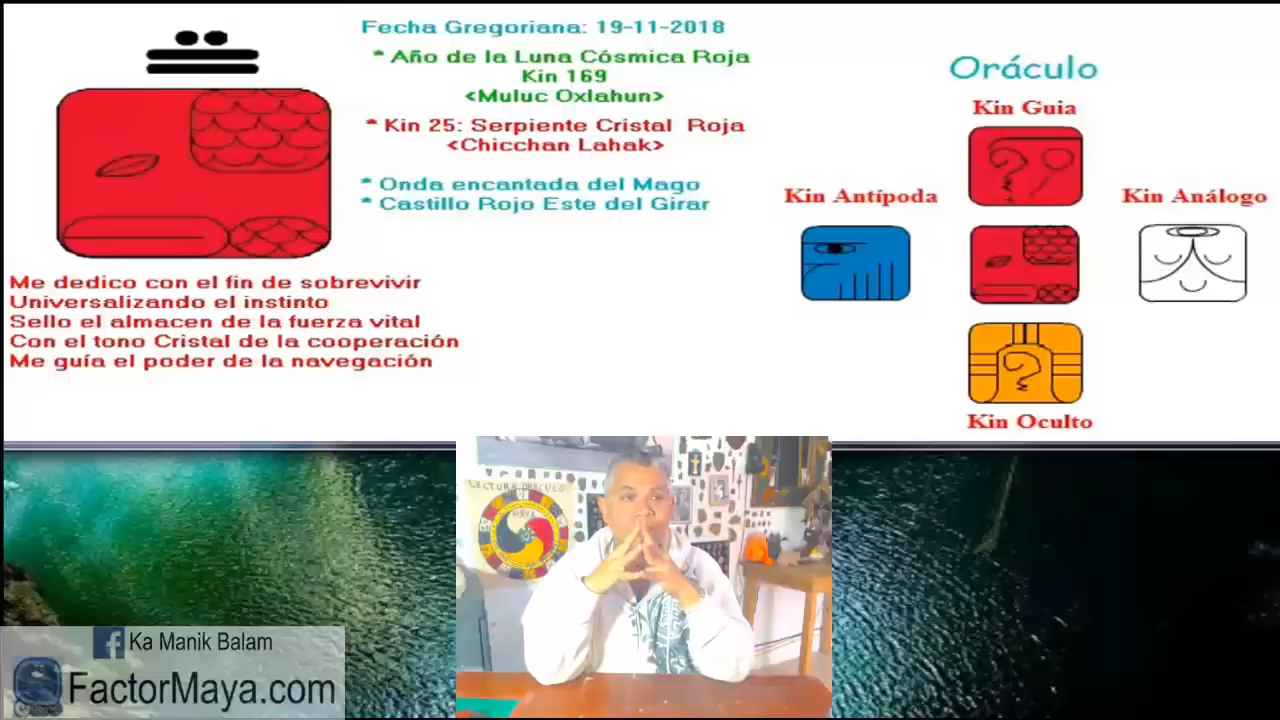 Fecha Gregoriana: 19-11-2018
* Año de la Luna Cósmica Roja
Kin 169
<Muluc Oxlahun>
* Kin 25: Serpiente Cristal Roja
<Chicchan Lahak>
* Onda encantada del Mago
* Castillo Rojo Este del Girar
Me dedico con el fin de sobrevivir
Universalizando el instinto
Sello el almacen de la fuerza vital
Con el tono Cristal de la cooperación
Me guía el poder de la navegación
Oráculo
Kin Guia
Kin Antípoda
Kin Análogo
Kin Oculto
LECTURA ORACULO
MAYA
Ka Manik Balam
FactorMaya.com